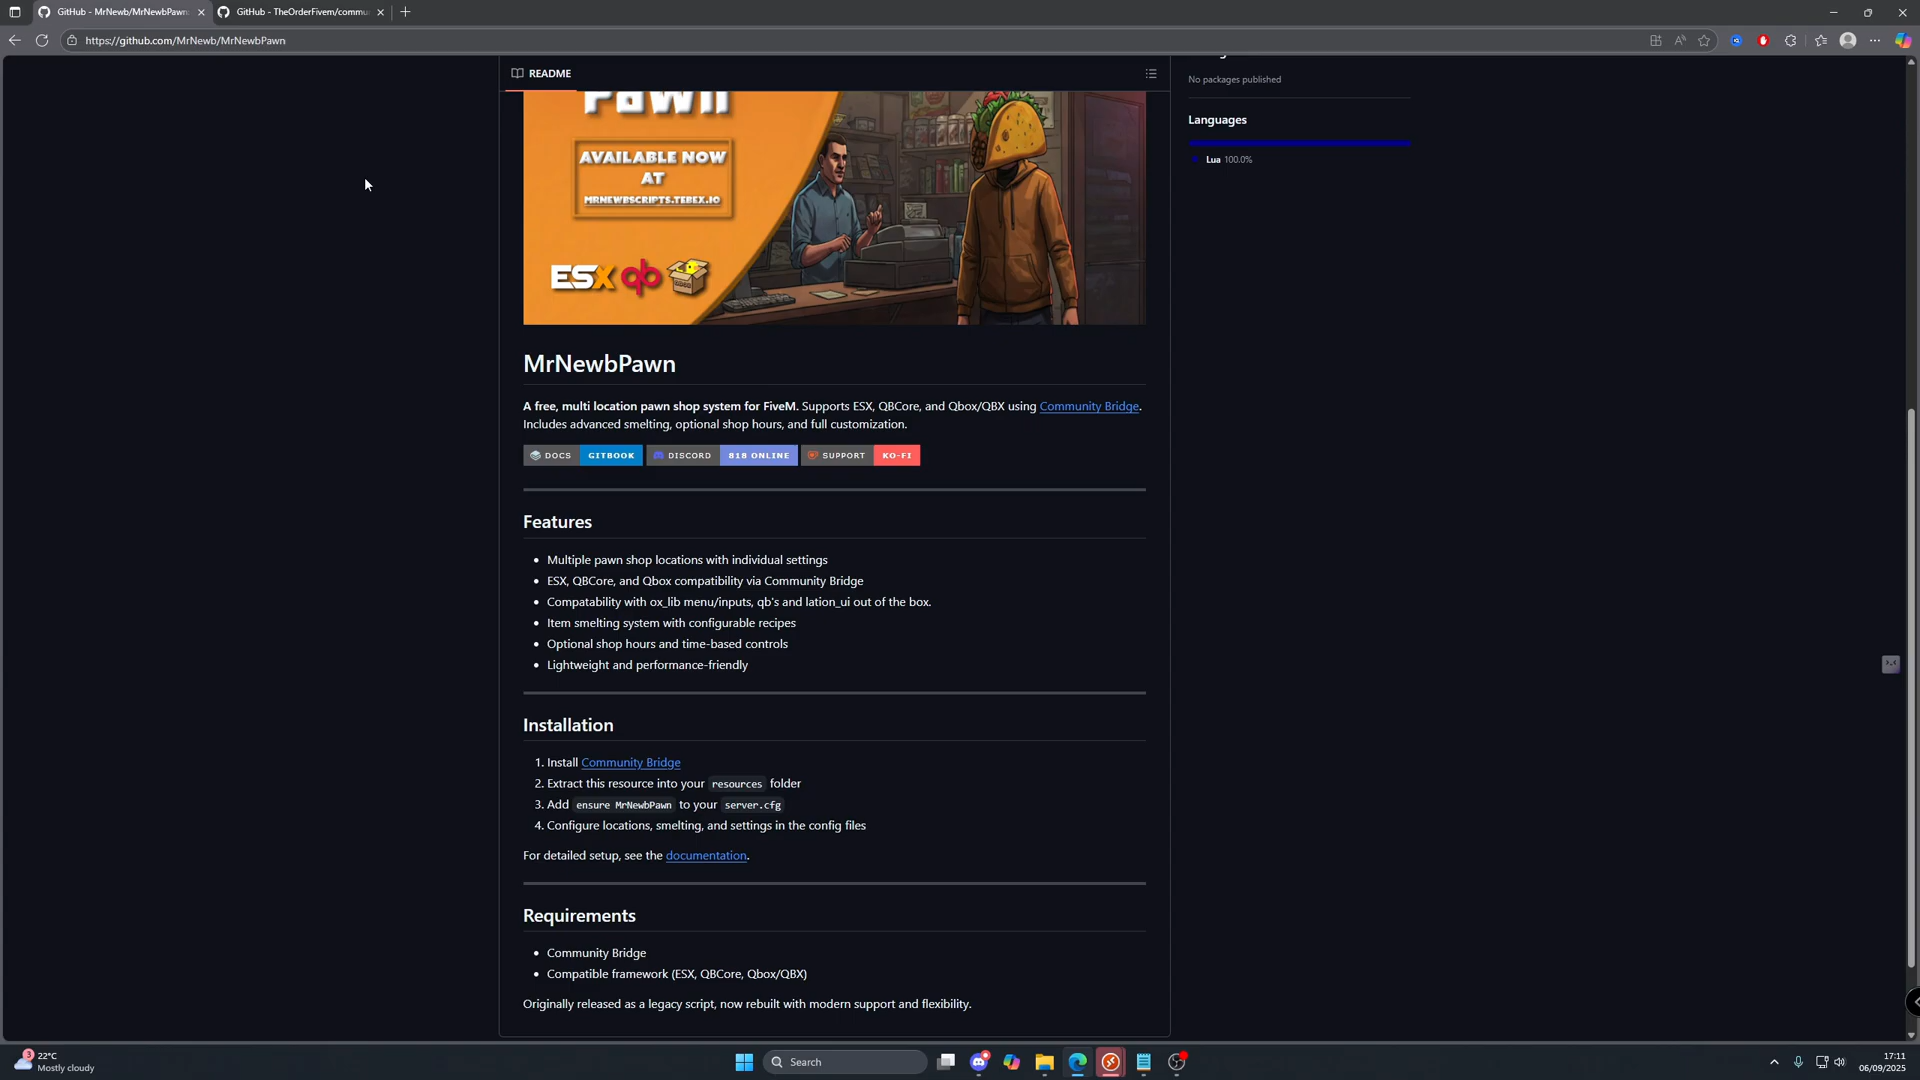 GitHub - MrNewb/MrNewbPawn:
GitHub - TheOrderFivem/commu
https://github.com/MrNewb/MrNewbPawn
README
Pawn
AVAILABLE NOW
AT
MRNEWBSCRIPTS.TEBEX.IO
ESX qb
MrNewbPawn
A free, multi location pawn shop system for FiveM. Supports ESX, QBCore, and Qbox/QBX using Community Bridge.
Includes advanced smelting, optional shop hours, and full customization.
DOCS GITBOOK DISCORD 818 ONLINE SUPPORT KO-FI
Features
• Multiple pawn shop locations with individual settings
• ESX, QBCore, and Qbox compatibility via Community Bridge
• Compatability with ox_lib menu/inputs, qb's and lation_ui out of the box.
• Item smelting system with configurable recipes
• Optional shop hours and time-based controls
• Lightweight and performance-friendly
Installation
1. Install Community Bridge
2. Extract this resource into your resources folder
3. Add ensure MrNewbPawn to your server.cfg
4. Configure locations, smelting, and settings in the config files
For detailed setup, see the documentation.
Requirements
• Community Bridge
• Compatible framework (ESX, QBCore, Qbox/QBX)
Originally released as a legacy script, now rebuilt with modern support and flexibility.
No packages published
Languages
Lua 100.0%
3
22°C
Mostly cloudy
Search
17:11
06/09/2025